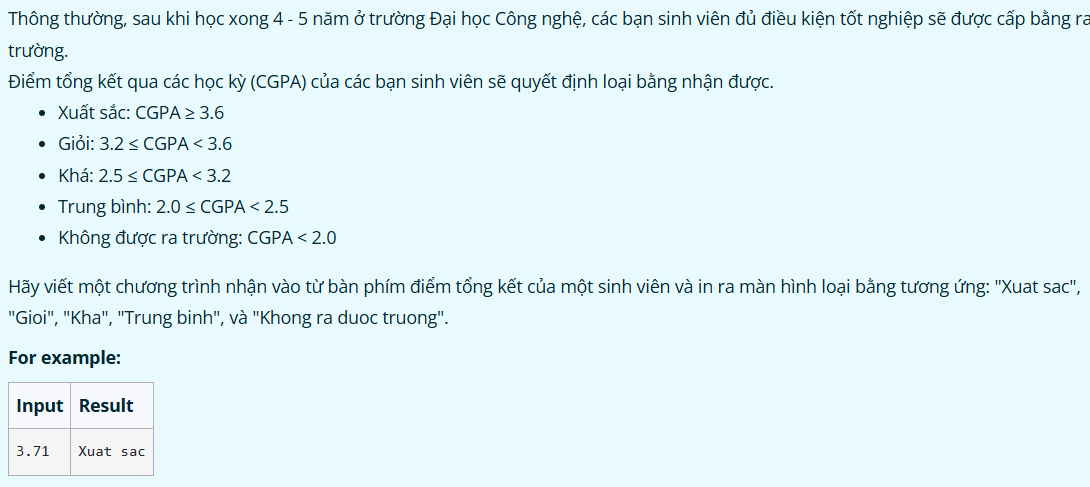 Thông thường, sau khi học xong 4 - 5 năm ở trường Đại học Công nghệ, các bạn sinh viên đủ điều kiện tốt nghiệp sẽ được cấp bằng ra
trường.
Điểm tổng kết qua các học kỳ (CGPA) của các bạn sinh viên sẽ quyết định loại bằng nhận được.
• Xuất sắc: CGPA ≥ 3.6
• Giỏi: 3.2 ≤ CGPA < 3.6
• Khá: 2.5 ≤ CGPA < 3.2
• Trung bình: 2.0 ≤ CGPA < 2.5
• Không được ra trường: CGPA < 2.0
Hãy viết một chương trình nhận vào từ bàn phím điểm tổng kết của một sinh viên và in ra màn hình loại bằng tương ứng: "Xuat sac",
"Gioi", "Kha", "Trung binh", và "Khong ra duoc truong".
For example:
Input Result
3.71 Xuat sac